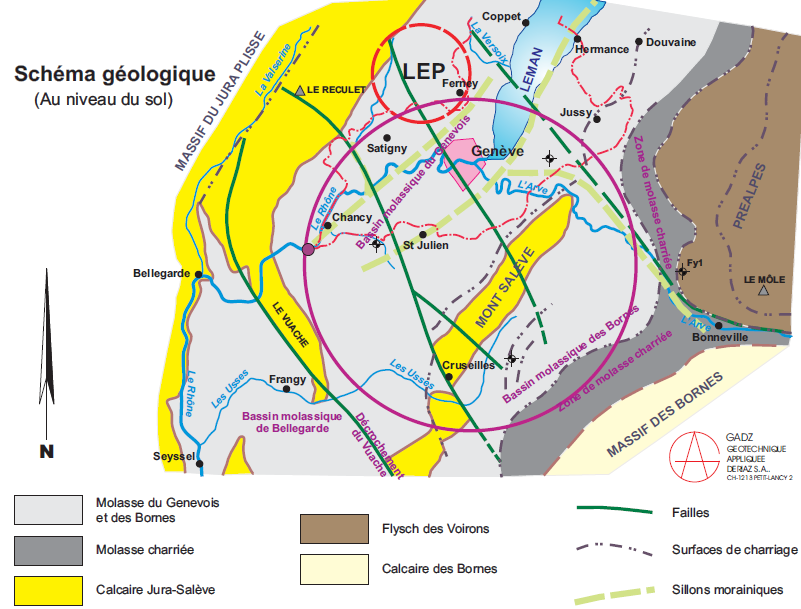 Schéma géologique
(Au niveau du sol)
MASSIF DU JURA PLISSE
La Valserine
LE RECULET
LEP
La Versoix
Coppet
LEMAN
Hermance
Douvaine
Ferney
Jussy
Satigny
Genève
Bassin molassique du Genevois
Zone de molasse charriée
PREALPES
L'Arve
Le Rhône
Chancy
St Julien
Bellegarde
Fy1
LE MÔLE
MONT SALÈVE
LE VUACHE
L'Arve
Bonneville
Bassin molassique des Bornes
Zone de molasse charriée
Les Usses
Cruseilles
Les Usses
Le Rhône
Frangy
Bassin molassique
de Bellegarde
Décrochement
du Vuache
MASSIF DES BORNES
N
Seyssel
GADZ
GEOTECHNIQUE
APPLIQUEE
DERIAZ S.A..
CH-1213 PETIT-LANCY 2
Molasse du Genevois
et des Bornes
Molasse charriée
Calcaire Jura-Salève
Flysch des Voirons
Calcaire des Bornes
Failles
Surfaces de charriage
Sillons morainiques